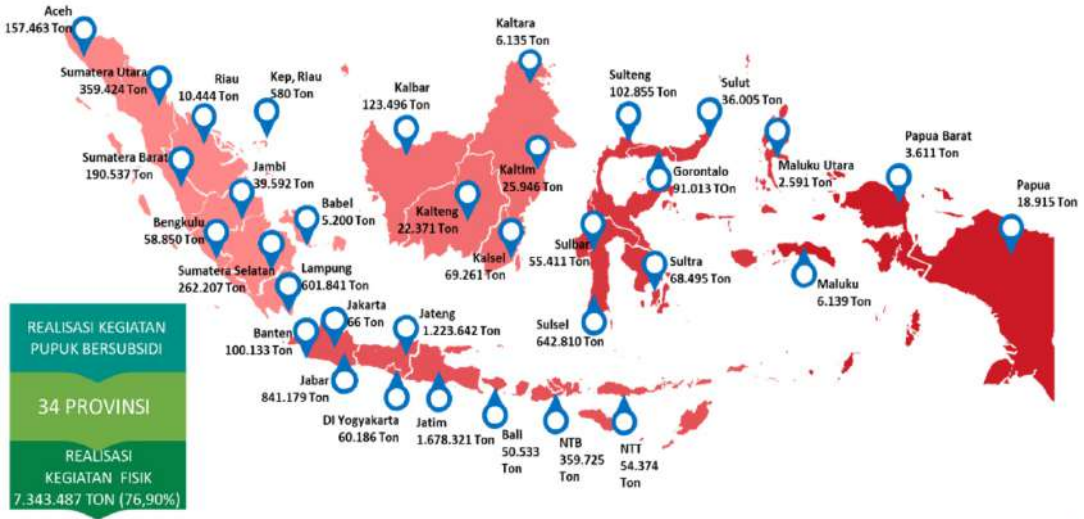 Aceh
157.463 Ton
Sumatera Utara
359.424 Ton
Riau
10.444 Ton
Kep, Riau
580 Ton
Kalbar
123.496 Ton
Kaltara
6.135 Ton
Sulteng
102.855 Ton
Sulut
36.005 Ton
Maluku Utara
2.591 Ton
Papua Barat
3.611 Ton
Papua
18.915 Ton
Sumatera Barat
190.537 Ton
Jambi
39.592 Ton
Babel
5.200 Ton
Bengkulu
58.850 Ton
Sumatera Selatan
262.207 Ton
Lampung
601.841 Ton
Kaltim
25.946 Ton
Kalteng
22.371 Ton
Kalsel
69.261 Ton
Gorontalo
91.013 TOn
Sulbar
55.411 Ton
Sultra
68.495 Ton
Maluku
6.139 Ton
Sulsel
642.810 Ton
Banten
100.133 Ton
Jakarta
66 Ton
Jateng
1.223.642 Ton
Jabar
841.179 Ton
DI Yogyakarta
60.186 Ton
Jatim
1.678.321 Ton
Bali
50.533
Ton
NTB
359.725
Ton
NTT
54.374
Ton
REALISASI KEGIATAN
PUPUK BERSUBSIDI
34 PROVINSI
REALISASI
KEGIATAN FISIK
7.343.487 TON (76,90%)